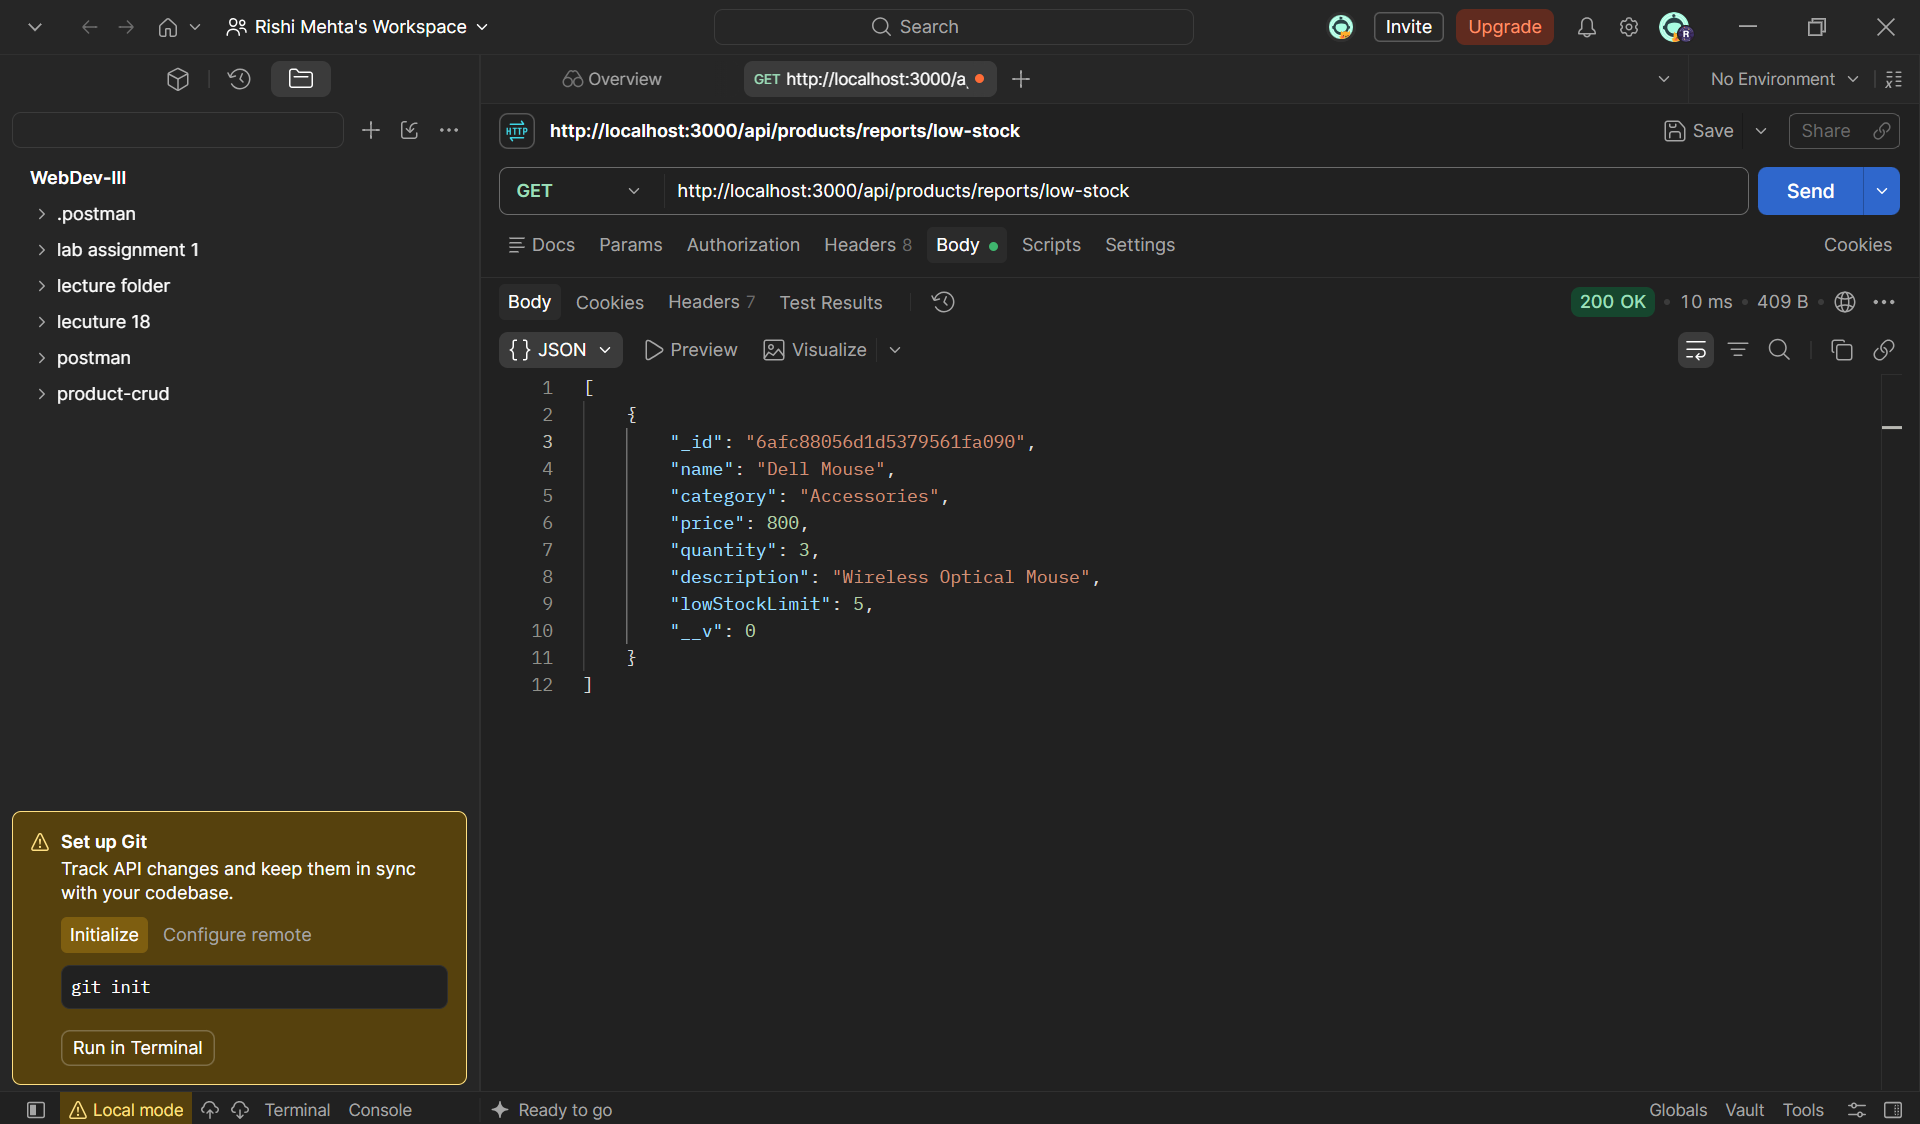 Rishi Mehta's Workspace
Search
Invite
Upgrade
R
Overview
GET http://localhost:3000/a
No Environment
HTTP
http://localhost:3000/api/products/reports/low-stock
Save
Share
WebDev-III
.postman
lab assignment 1
lecture folder
lecuture 18
postman
product-crud
GET
http://localhost:3000/api/products/reports/low-stock
Send
Docs
Params
Authorization
Headers 8
Body
Scripts
Settings
Cookies
Body
Cookies
Headers 7
Test Results
200 OK
10 ms
409 B
{} JSON
Preview
Visualize
1 [
2 {
3 "_id": "6afc88056d1d5379561fa090",
4 "name": "Dell Mouse",
5 "category": "Accessories",
6 "price": 800,
7 "quantity": 3,
8 "description": "Wireless Optical Mouse",
9 "lowStockLimit": 5,
10 "__v": 0
11 }
12 ]
Set up Git
Track API changes and keep them in sync
with your codebase.
Initialize
Configure remote
git init
Run in Terminal
Local mode
Terminal
Console
Ready to go
Globals
Vault
Tools